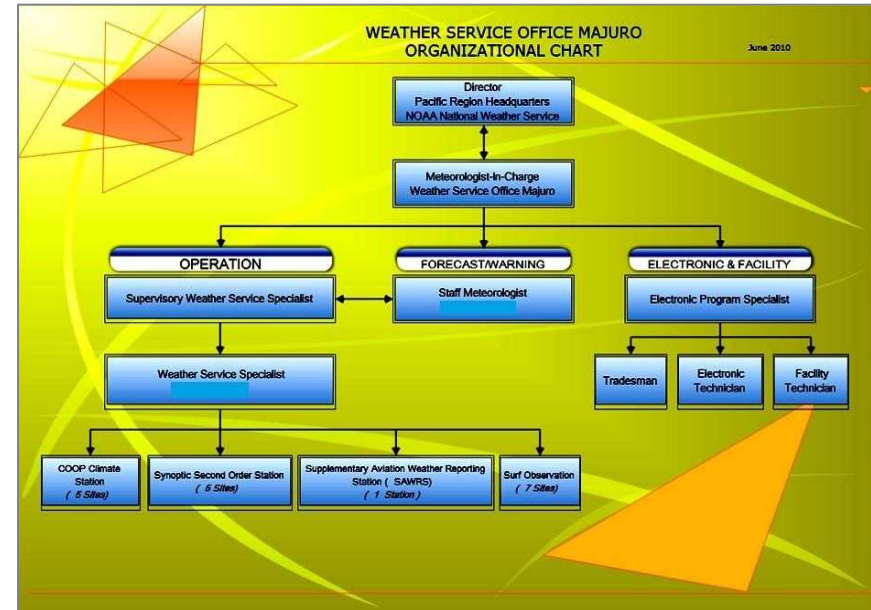 WEATHER SERVICE OFFICE MAJURO
ORGANIZATIONAL CHART
June 2010
Director
Pacific Region Headquarters
NOAA National Weather Service
Meteorologist-In-Charge
Weather Service Office Majuro
OPERATION
FORECAST/WARNING
ELECTRONIC & FACILITY
Supervisory Weather Service Specialist
Staff Meteorologist
Electronic Program Specialist
Weather Service Specialist
Tradesman
Electronic
Technician
Facility
Technician
COOP Climate
Station
( 5 Sites)
Synoptic Second Order Station
( 5 Sites)
Supplementary Aviation Weather Reporting
Station ( SAWRS)
( 1 Station )
Surf Observation
( 7 Sites)